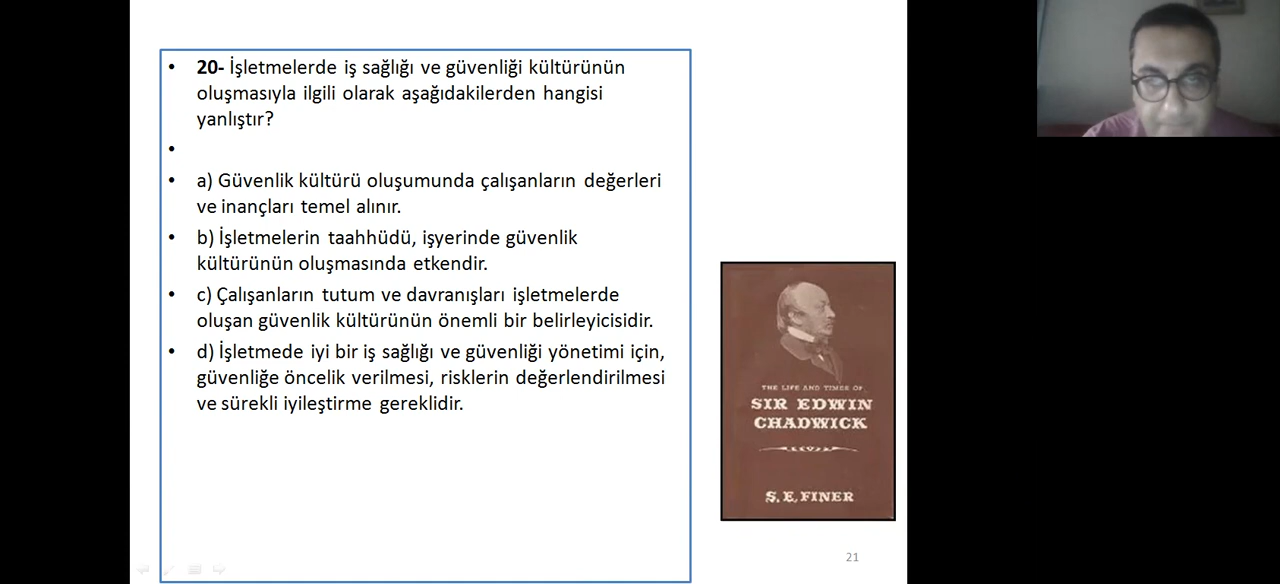 20- İşletmelerde iş sağlığı ve güvenliği kültürünün
oluşmasıyla ilgili olarak aşağıdakilerden hangisi
yanlıştır?
a) Güvenlik kültürü oluşumunda çalışanların değerleri
ve inançları temel alınır.
b) İşletmelerin taahhüdü, işyerinde güvenlik
kültürünün oluşmasında etkendir.
c) Çalışanların tutum ve davranışları işletmelerde
oluşan güvenlik kültürünün önemli bir belirleyicisidir.
d) İşletmede iyi bir iş sağlığı ve güvenliği yönetimi için,
güvenliğe öncelik verilmesi, risklerin değerlendirilmesi
ve sürekli iyileştirme gereklidir.
THE LIFE AND TIMES OF
SIR EDWIN
CHADWICK
S. E. FINER
21